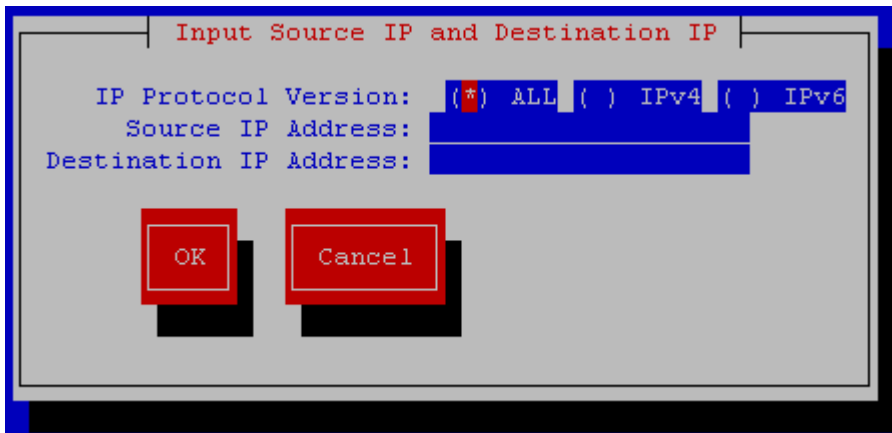 Input Source IP and Destination IP
IP Protocol Version: (*) ALL ( ) IPv4 ( ) IPv6
Source IP Address:
Destination IP Address:
OK Cancel